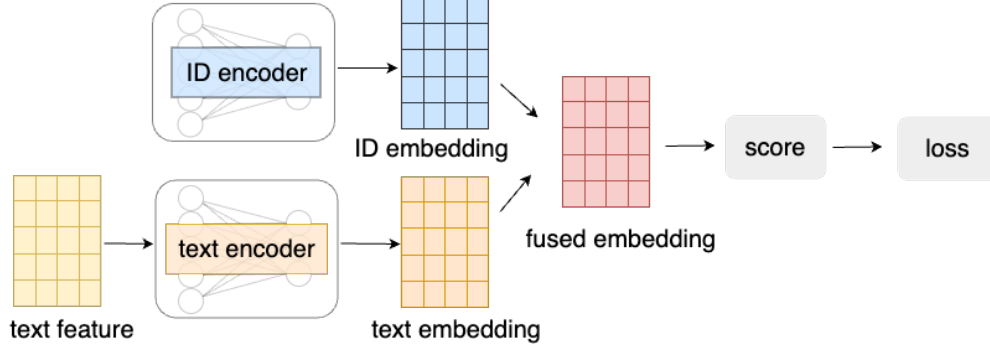 ID encoder
ID embedding
score
loss
text encoder
fused embedding
text feature
text embedding